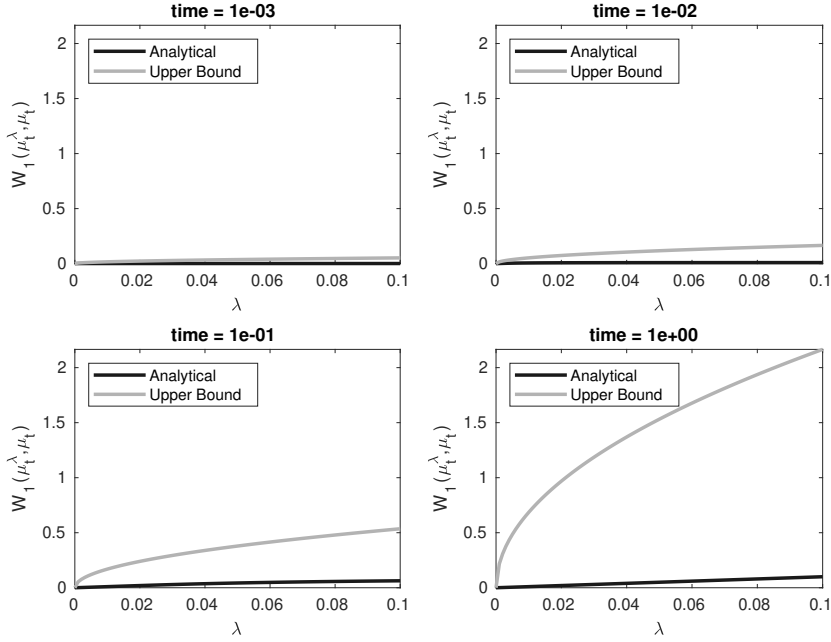 time = 1e-03
2
1.5
1
0.5
0
W₁(μₜ^λ,μₜ)
Analytical
Upper Bound
0 0.02 0.04 0.06 0.08 0.1
λ
time = 1e-02
2
1.5
1
0.5
0
W₁(μₜ^λ,μₜ)
Analytical
Upper Bound
0 0.02 0.04 0.06 0.08 0.1
λ
time = 1e-01
2
1.5
1
0.5
0
W₁(μₜ^λ,μₜ)
Analytical
Upper Bound
0 0.02 0.04 0.06 0.08 0.1
λ
time = 1e+00
2
1.5
1
0.5
0
W₁(μₜ^λ,μₜ)
Analytical
Upper Bound
0 0.02 0.04 0.06 0.08 0.1
λ